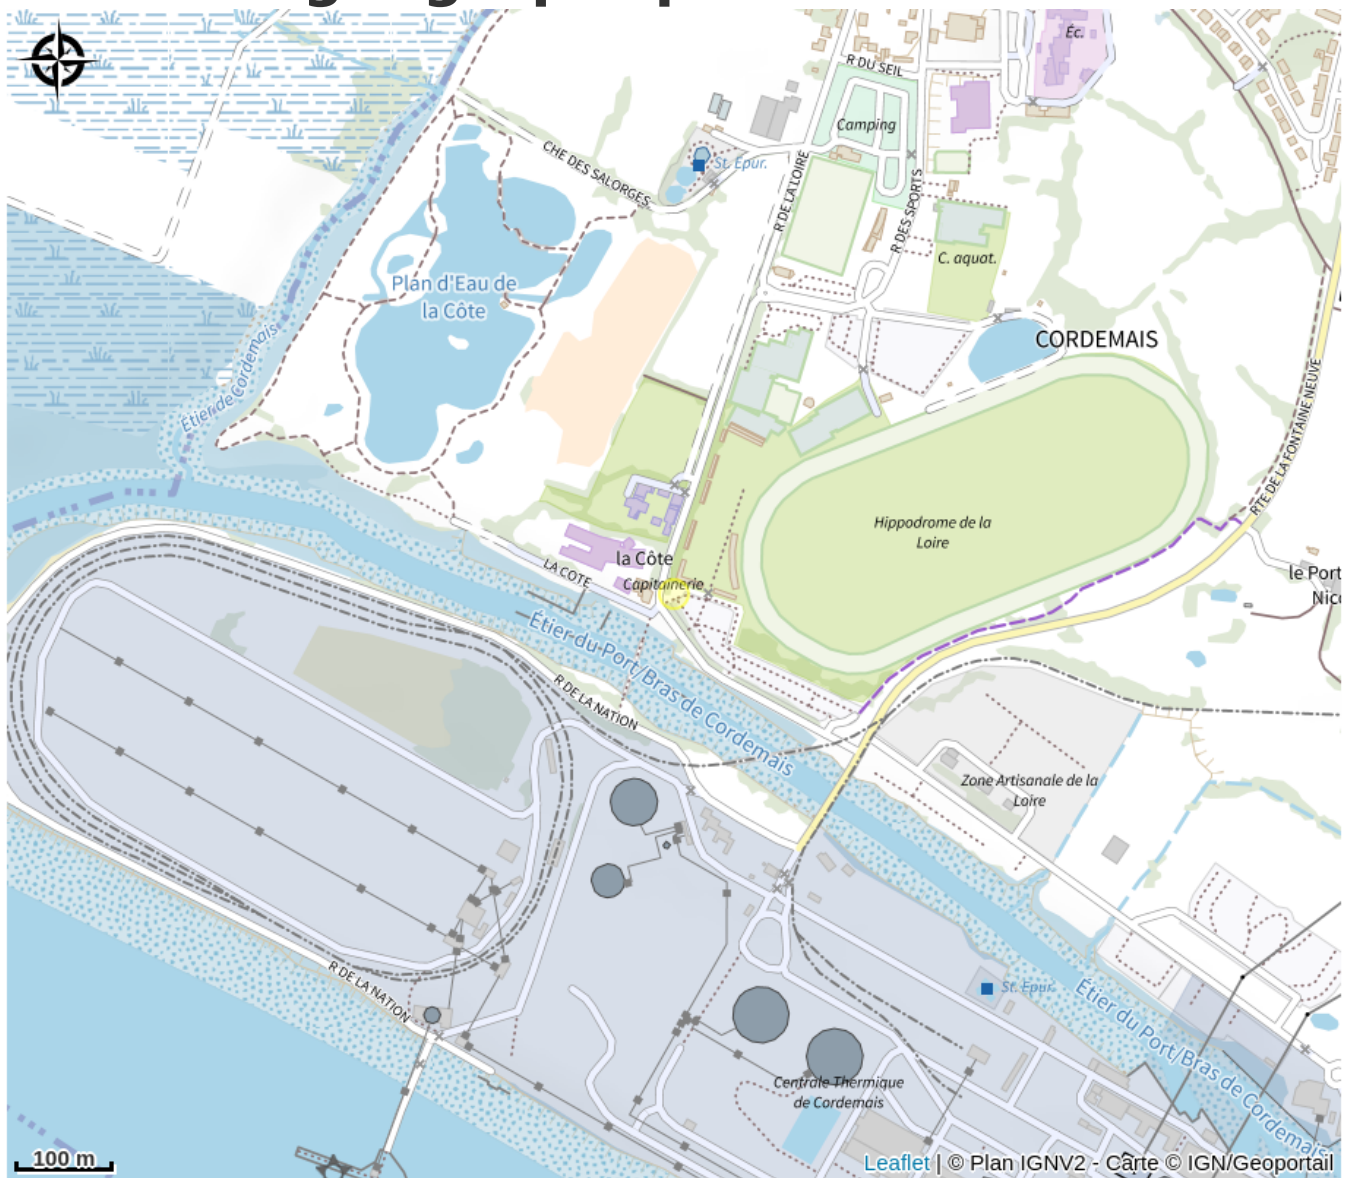 Éc.
R DU SEIL
Camping
St. Epur.
CHE DES SALORGES
R DE LA LOIRE
R DES SPORTS
C. aquat.
Plan d'Eau de
la Côte
CORDEMAIS
Étier de Cordemais
RTE DE LA FONTAINE NEUVE
Hippodrome de la
Loire
la Côte
LA COTE
Capitainerie
le Port
Nico
Étier du Port/Bras de Cordemais
R DE LA NATION
Zone Artisanale de la
Loire
R DE LA NATION
St. Epur.
Étier du Port/Bras de Cordemais
Centrale Thermique
de Cordemais
100 m
Leaflet | © Plan IGNV2 - Carte © IGN/Geoportail